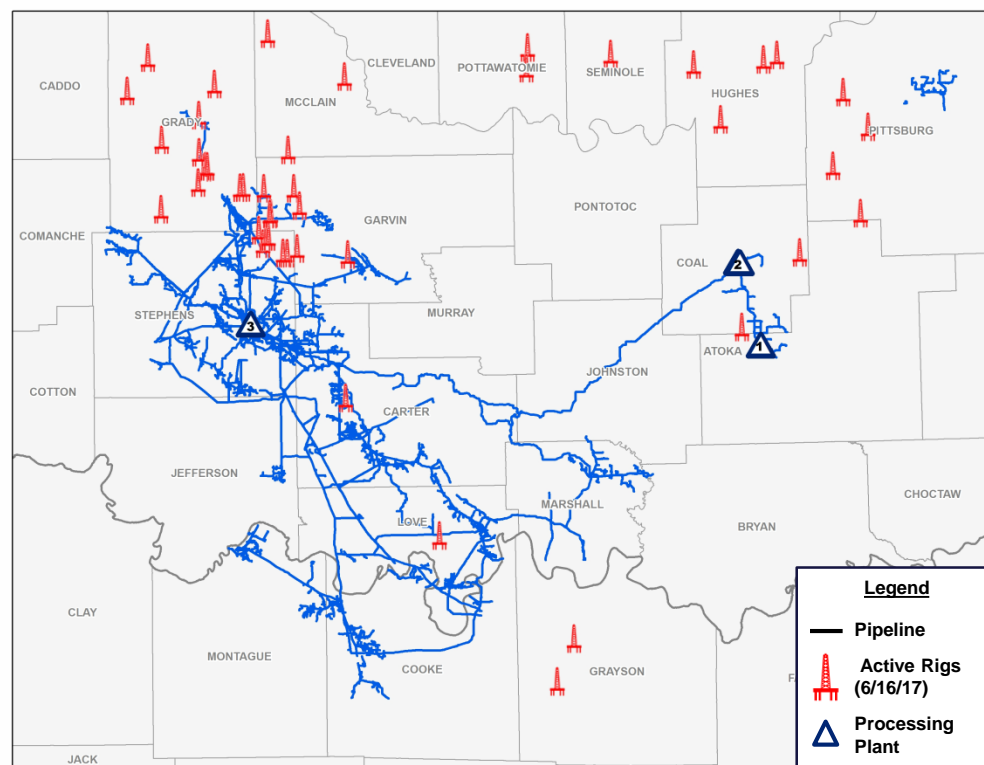 CLEVELAND
POTTAWATOMIE
SEMINOLE
CADDO
HUGHES
MCCLAIN
GRADY
PITTSBURG
PONTOTOC
GARVIN
COMANCHE
COAL
2
STEPHENS
3
MURRAY
1
ATOKA
JOHNSTON
COTTON
CARTER
JEFFERSON
CHOCTAW
MARSHALL
LOVE
BRYAN
CLAY
MONTAGUE
COOKE
GRAYSON
JACK
Legend
Pipeline
Active Rigs
(6/16/17)
Processing
Plant